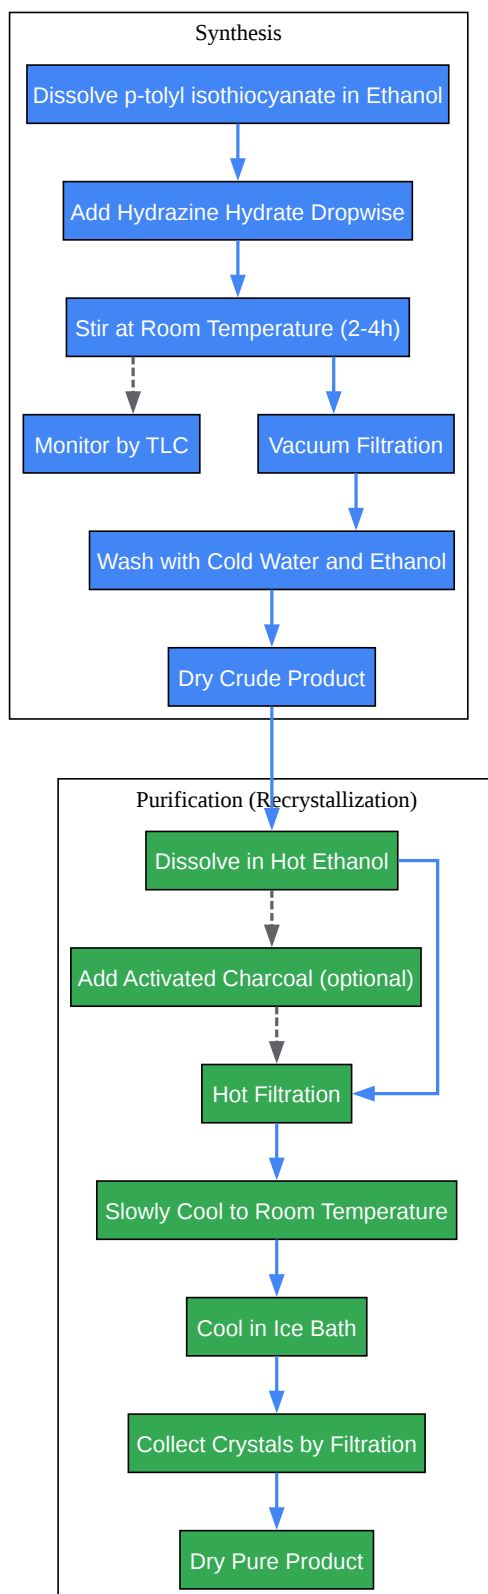 Synthesis
Dissolve p-tolyl isothiocyanate in Ethanol
Add Hydrazine Hydrate Dropwise
Stir at Room Temperature (2-4h)
Monitor by TLC
Vacuum Filtration
Wash with Cold Water and Ethanol
Dry Crude Product
Purification (Recrystallization)
Dissolve in Hot Ethanol
Add Activated Charcoal (optional)
Hot Filtration
Slowly Cool to Room Temperature
Cool in Ice Bath
Collect Crystals by Filtration
Dry Pure Product